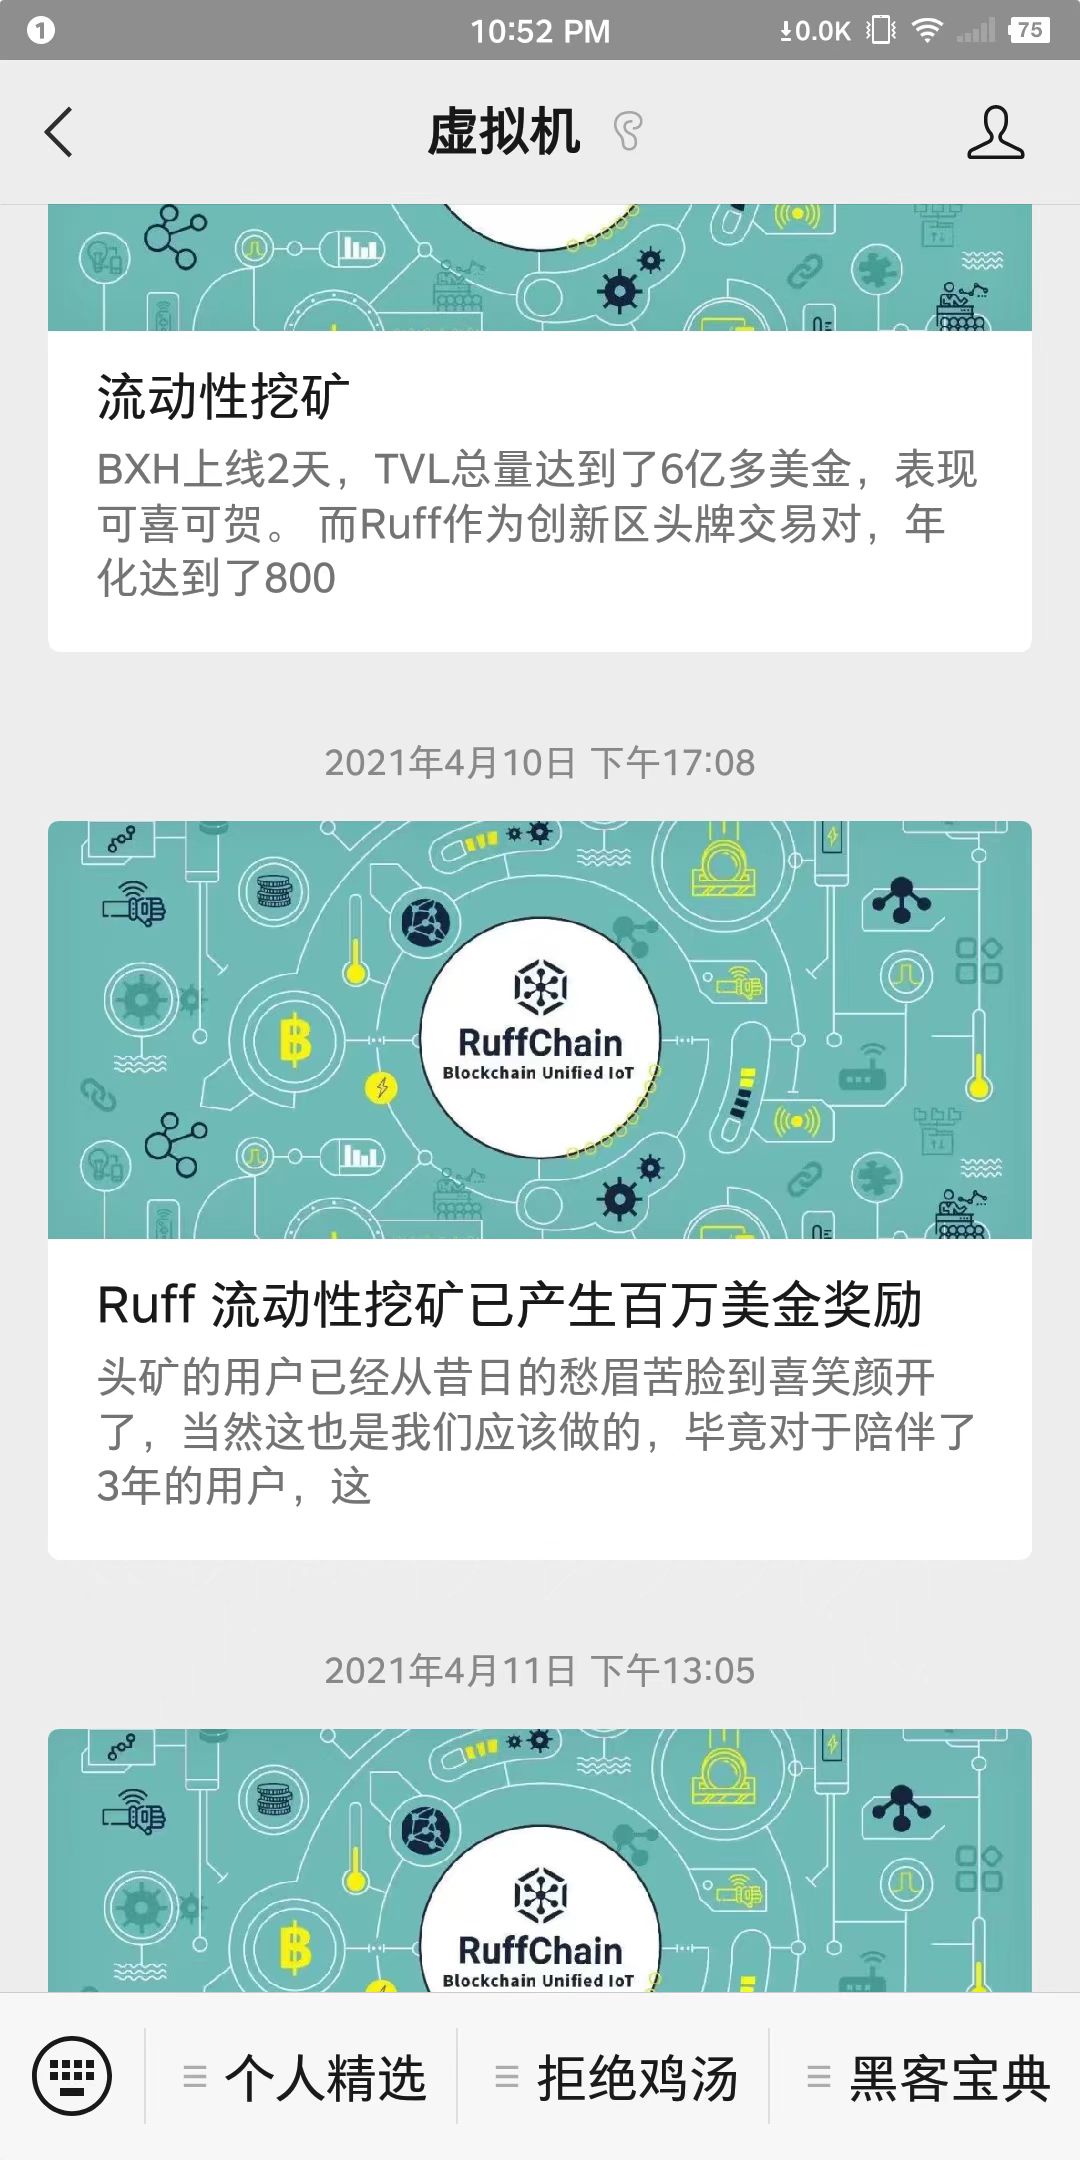 1
10:52 PM
0.0K
75
虚拟机
流动性挖矿
BXH上线2天，TVL总量达到了6亿多美金，表现
可喜可贺。 而Ruff作为创新区头牌交易对，年
化达到了800
2021年4月10日 下午17:08
RuffChain
Blockchain Unified IoT
Ruff 流动性挖矿已产生百万美金奖励
头矿的用户已经从昔日的愁眉苦脸到喜笑颜开
了，当然这也是我们应该做的，毕竟对于陪伴了
3年的用户，这
2021年4月11日 下午13:05
RuffChain
Blockchain Unified IoT
个人精选
拒绝鸡汤
黑客宝典